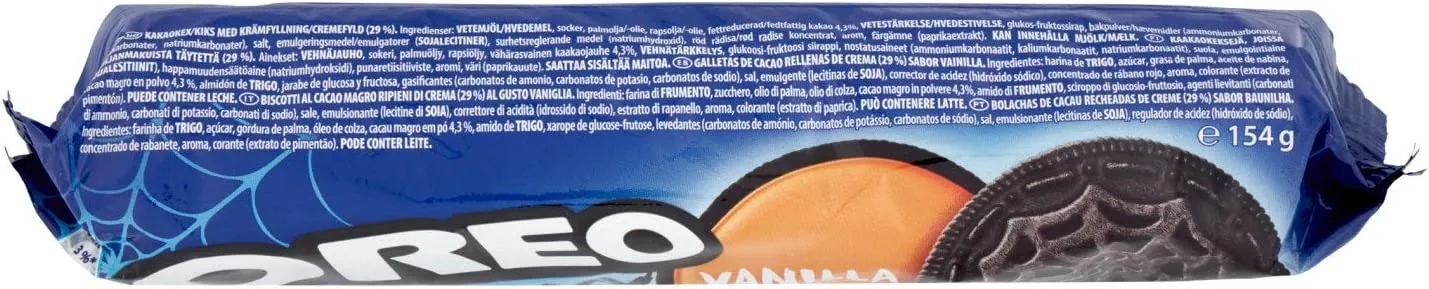 KAKAOKEX/KIKS MED KRÄMFYLLNING/CREMEFYLD (29 %). Ingredienser: VETEMJÖL/HVEDEMEL, socker, palmolja/-olie, rapsolja/-olie, fettreducerad/fedtfattig kakao 4,3%, VETESTÄRKELSE/HVEDESTIVELSE, glukos-fruktossirap, bakpulver/hævemidler (ammoniumkarbonater,
karbonater, natriumkarbonater), salt, emulgeringsmedel/emulgatorer (SOJALECITINER), surhetsreglerande medel (natriumhydroxid), röd rädisa/rød radise koncentrat, arom, färgämne (paprikaextrakt). KAN INNEHÅLLA MJÖLK/MÆLK. FI KAAKAOKEKSEJÄ, JOISSA
TÄYTETTÄ (29 %). Ainekset: VEHNÄJAUHO, sokeri, palmuöljy, rapsiöljy, vähärasvainen kaakaojauhe 4,3%, VEHNÄTÄRKKELYS, glukoosi-fruktoosi siirappi, nostatusaineet (ammoniumkarbonaatit, kaliumkarbonaatit, natriumkarbonaatit), suola, emulgointiaine
happamuudensäätöaine (natriumhydroksidi), punaretiisitiiviste, aromi, väri (paprikauute). SAATTAA SISÄLTÄÄ MAITOA. ES GALLETAS DE CACAO RELLENAS DE CREMA (29 %) SABOR VAINILLA. Ingredientes: harina de TRIGO, azúcar, grasa de palma, aceite de nabina,
cacao magro en polvo 4,3 %, almidón de TRIGO, jarabe de glucosa y fructosa, gasificantes (carbonatos de amonio, carbonatos de potasio, carbonatos de sodio), sal, emulgente (lecitinas de SOJA), corrector de acidez (hidróxido sódico), concentrado de rábano rojo, aroma, colorante (extracto de
pimentón). PUEDE CONTENER LECHE. IT BISCOTTI AL CACAO MAGRO RIPIENI DI CREMA (29 %) AL GUSTO VANIGLIA. Ingredienti: farina di FRUMENTO, zucchero, olio di palma, olio di colza, cacao magro in polvere 4,3%, amido di FRUMENTO, sciroppo di glucosio-fruttosio, agenti lievitanti (carbonati
di ammonio, carbonati di potassio, carbonati di sodio), sale, emulsionante (lecitine di SOIA), correttore di acidità (idrossido di sodio), estratto di rapanello, aroma, colorante (estratto di paprica). PUÒ CONTENERE LATTE. PT BOLACHAS DE CACAU RECHEADAS DE CREME (29 %) SABOR BAUNILHA.
Ingredientes: farinha de TRIGO, açúcar, gordura de palma, óleo de colza, cacau magro em pó 4,3 %, amido de TRIGO, xarope de glucose-frutose, levedantes (carbonatos de amónio, carbonatos de potássio, carbonatos de sódio), sal, emulsionante (lecitinas de SOJA), regulador de acidez (hidróxido de sódio),
concentrado de rabanete, aroma, corante (extrato de pimentão). PODE CONTER LEITE.
℮ 154 g
OREO
VANILLA
3%*